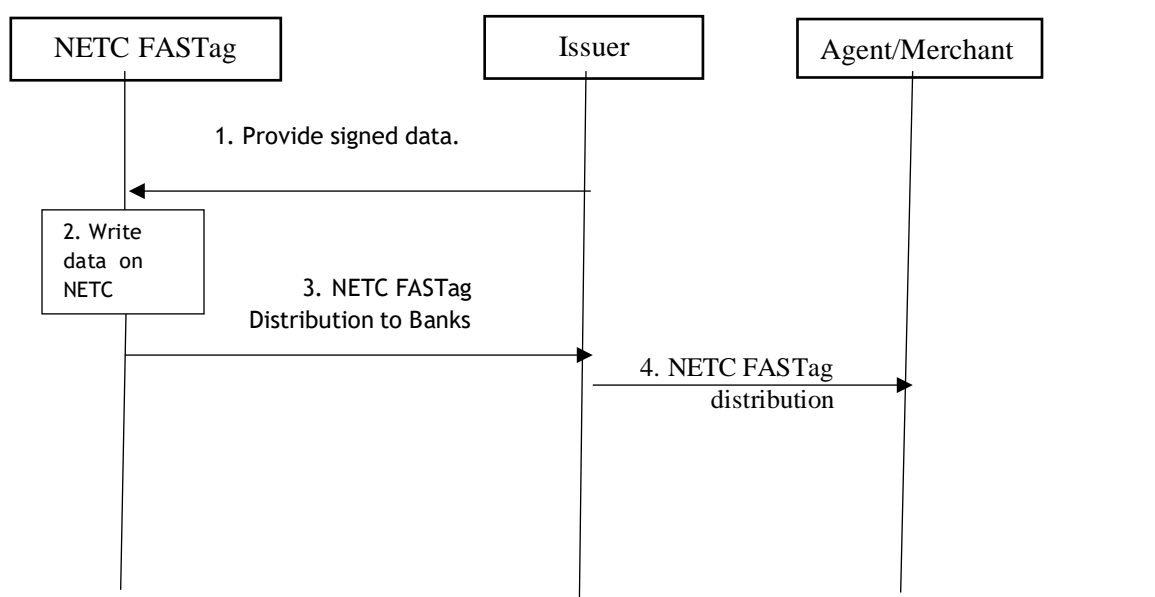 NETC FASTag
Issuer
Agent/Merchant
1. Provide signed data.
2. Write
data on
NETC
3. NETC FASTag
Distribution to Banks
4. NETC FASTag
distribution